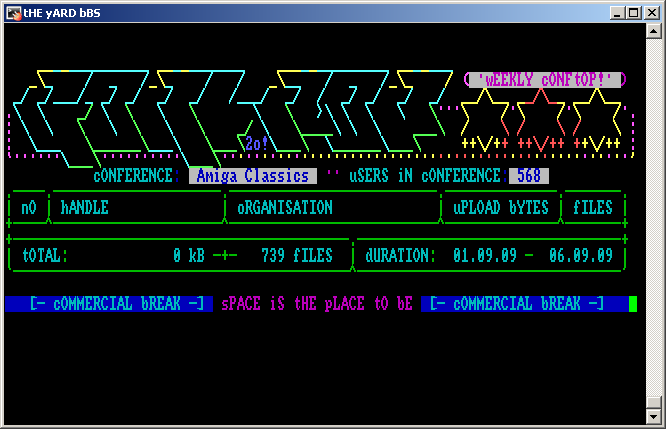 tHE yARD bBS
'wEEKLY cONF tOP!'
2o!
cONFERENCE: Amiga Classics '' uSERS iN cONFERENCE: 568
nO hANDLE oRGANISATION uPLOAD bYTES fILES
tOTAL: 0 kB -+- 739 fILES dURATION: 01.09.09 - 06.09.09
[- cOMMERCIAL bREAK -] sPACE iS tHE pLACE tO bE [- cOMMERCIAL bREAK -]